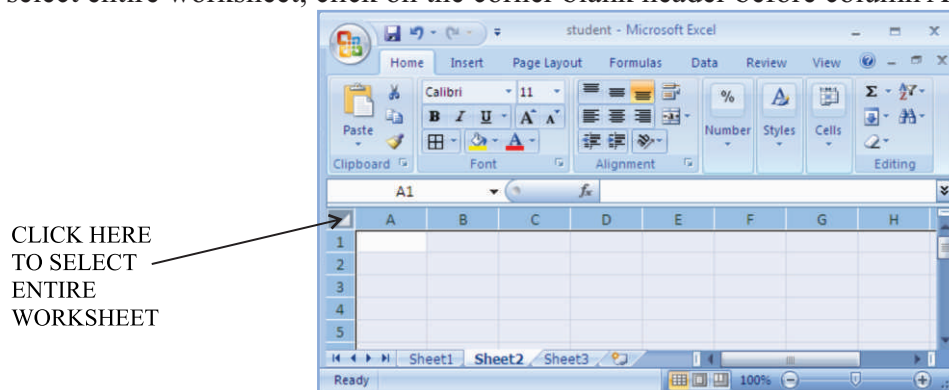 select entire worksheet, click on the corner blank header before column A
student - Microsoft Excel
Home Insert Page Layout Formulas Data Review View
Calibri 11
B I U
Paste
Number Styles Cells
Clipboard Font Alignment Editing
A1 fx
A B C D E F G H
1
2
3
4
5
CLICK HERE
TO SELECT
ENTIRE
WORKSHEET
Sheet1 Sheet2 Sheet3
Ready 100%